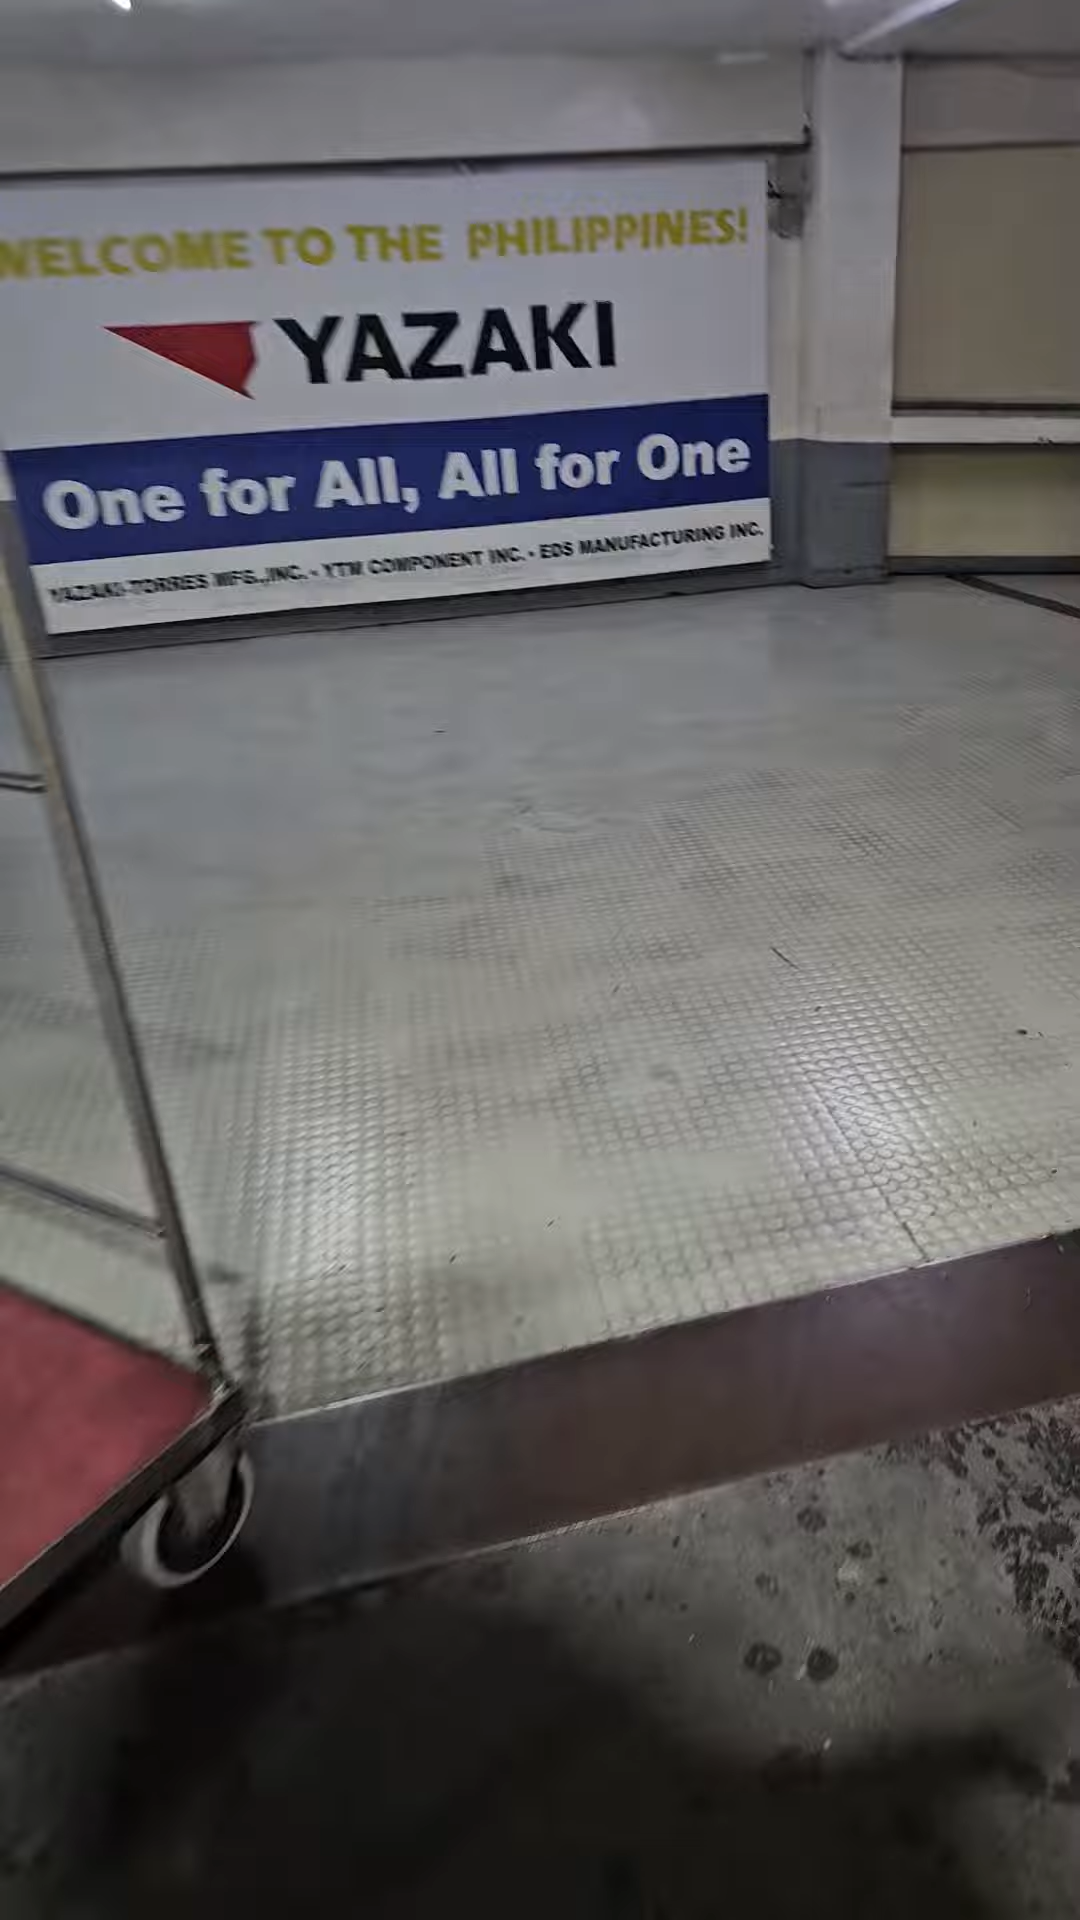 WELCOME TO THE PHILIPPINES!
YAZAKI
One for All, All for One
YAZAKI-TORRES MFG., INC. • YTM COMPONENT INC. • EDS MANUFACTURING INC.